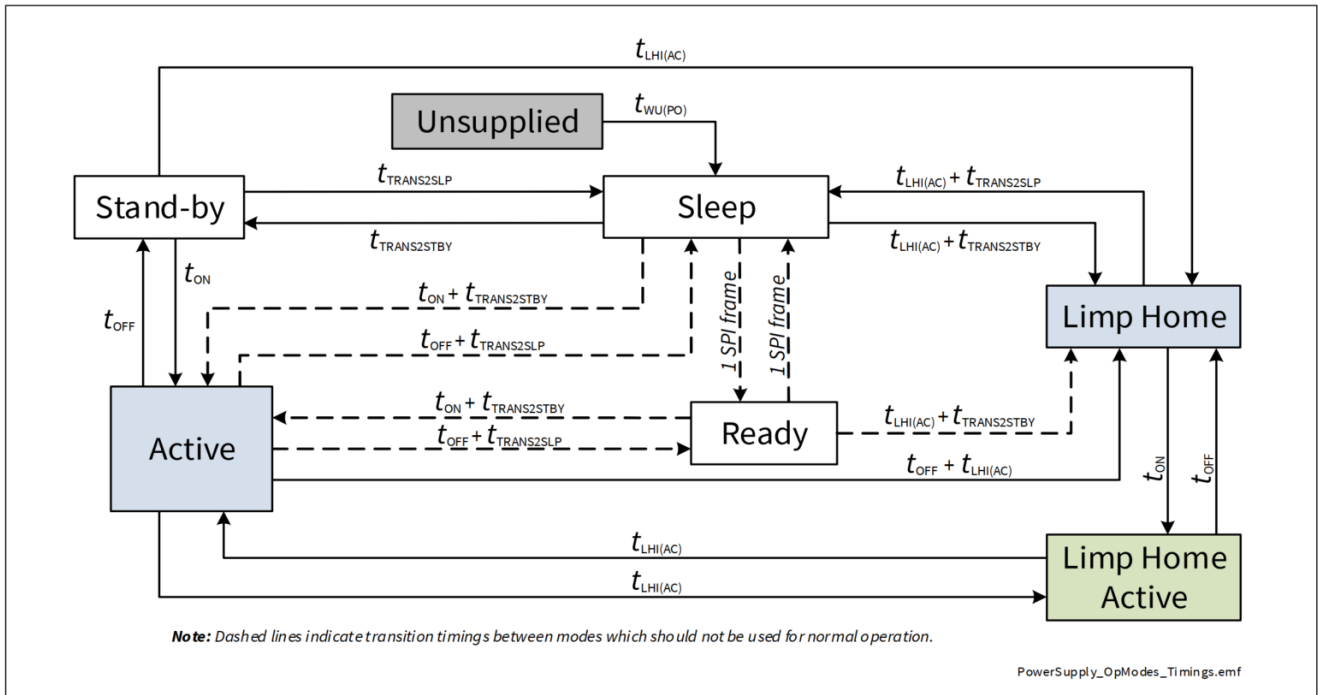 tLHI(AC)
Unsupplied
tWU(PO)
Stand-by
tTRANS2SLP
Sleep
tLHI(AC) + tTRANS2SLP
tTRANS2STBY
tLHI(AC) + tTRANS2STBY
tON
tOFF
tON + tTRANS2STBY
tOFF + tTRANS2SLP
1 SPI frame
1 SPI frame
Limp Home
Active
tON + tTRANS2STBY
tOFF + tTRANS2SLP
Ready
tLHI(AC) + tTRANS2STBY
tOFF + tLHI(AC)
tON
tOFF
tLHI(AC)
tLHI(AC)
Limp Home
Active
Note: Dashed lines indicate transition timings between modes which should not be used for normal operation.
PowerSupply_OpModes_Timings.emf